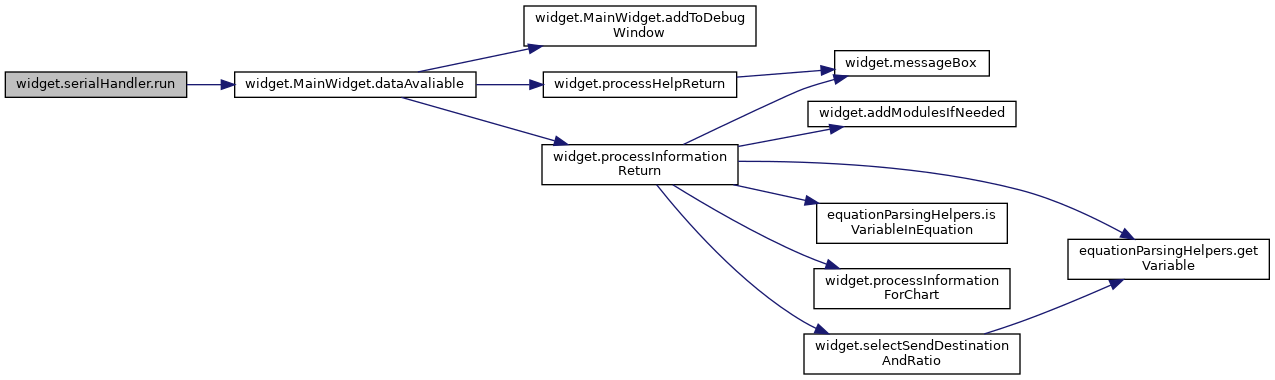 widget.MainWidget.addToDebug
Window
widget.messageBox
widget.serialHandler.run
widget.MainWidget.dataAvaliable
widget.processHelpReturn
widget.addModulesIfNeeded
widget.processInformation
Return
equationParsingHelpers.is
VariableInEquation
equationParsingHelpers.get
Variable
widget.processInformation
ForChart
widget.selectSendDestination
AndRatio